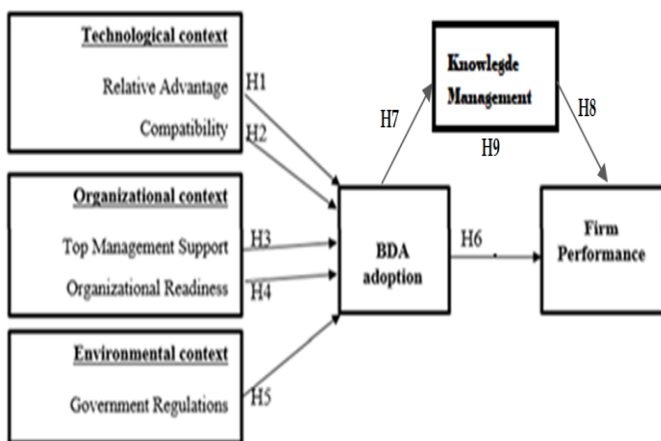 Technological context
Relative Advantage
Compatibility
H1
H2
Organizational context
Top Management Support
Organizational Readiness
H3
H4
Environmental context
Government Regulations
H5
BDA
adoption
H6
H7
Knowlegde
Management
H9
H8
Firm
Performance